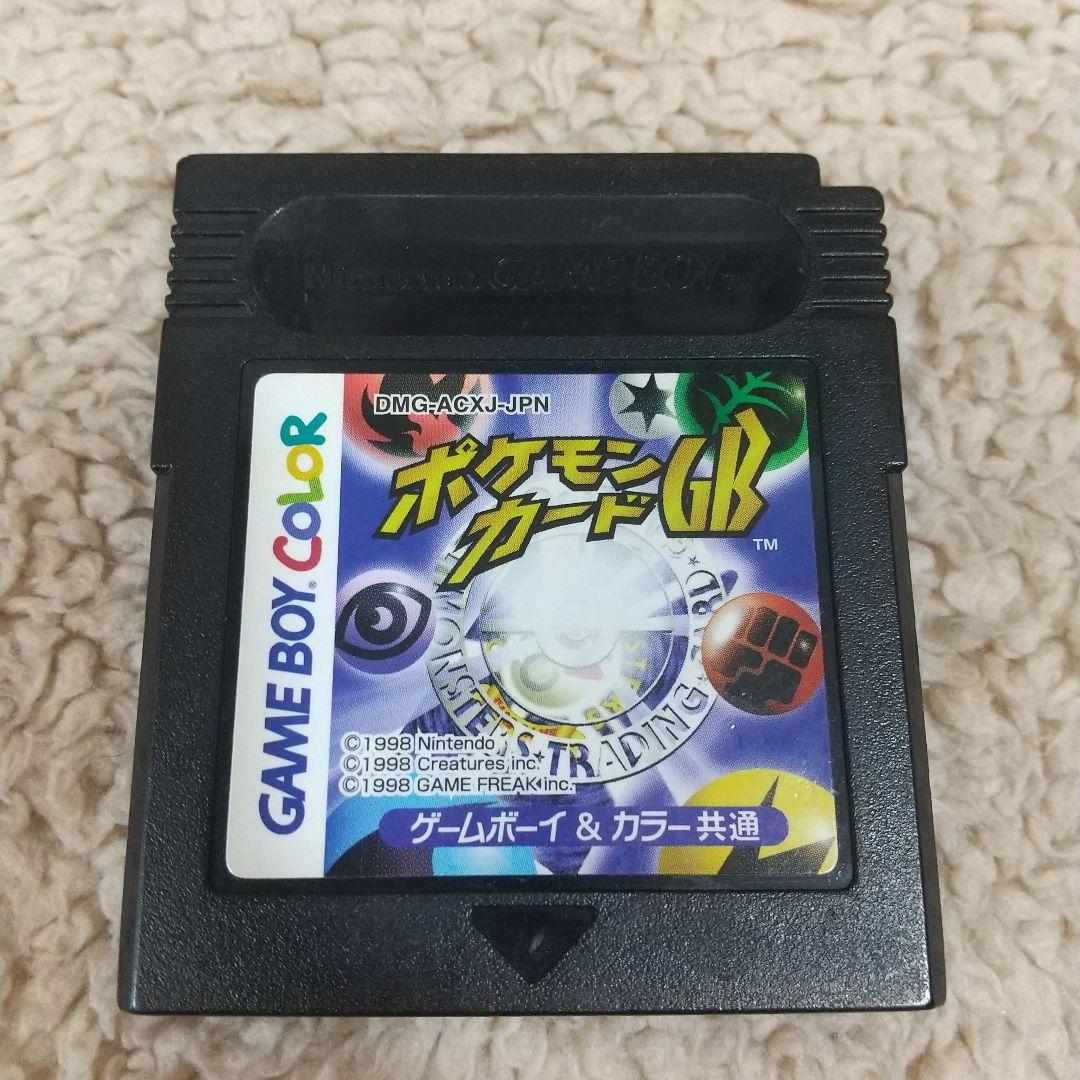 Nintendo GAME BOY
DMG-ACXJ-JPN
ポケモン
カードGB
TM
GAME BOY® COLOR
MONSTERS★TRADING★CARD
©1998 Nintendo
©1998 Creatures inc.
©1998 GAME FREAK inc.
ゲームボーイ & カラー共通